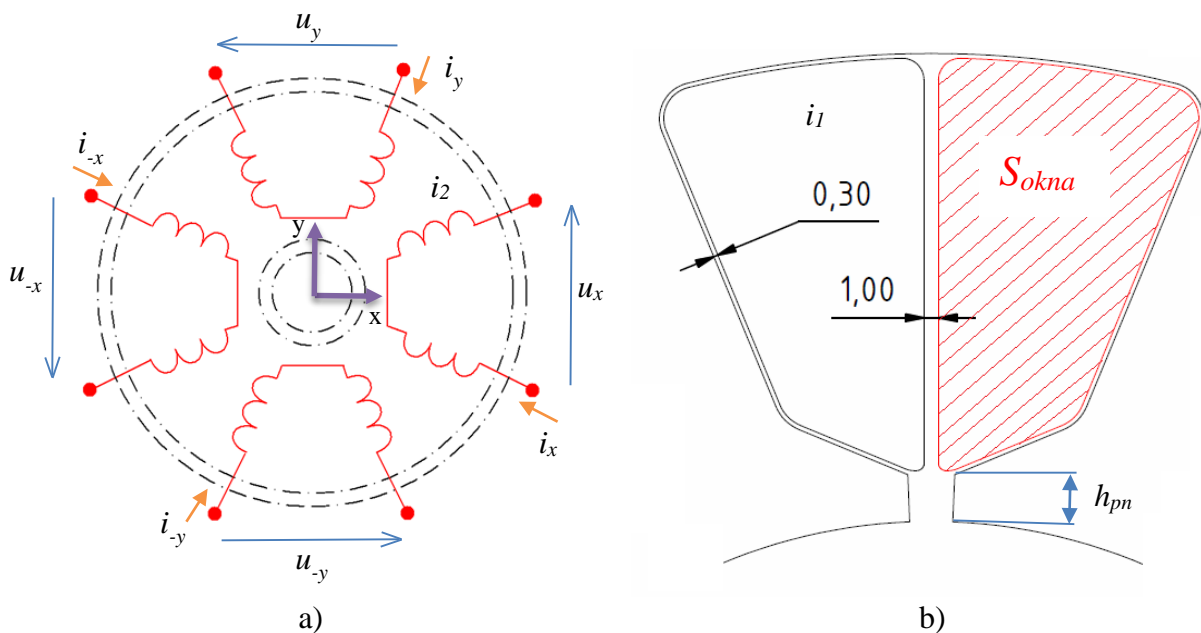 u_y
i_y
i_-x
i_2
u_-x
y
x
u_x
i_x
i_-y
u_-y
a)
i_1
S_okna
0,30
1,00
h_pn
b)